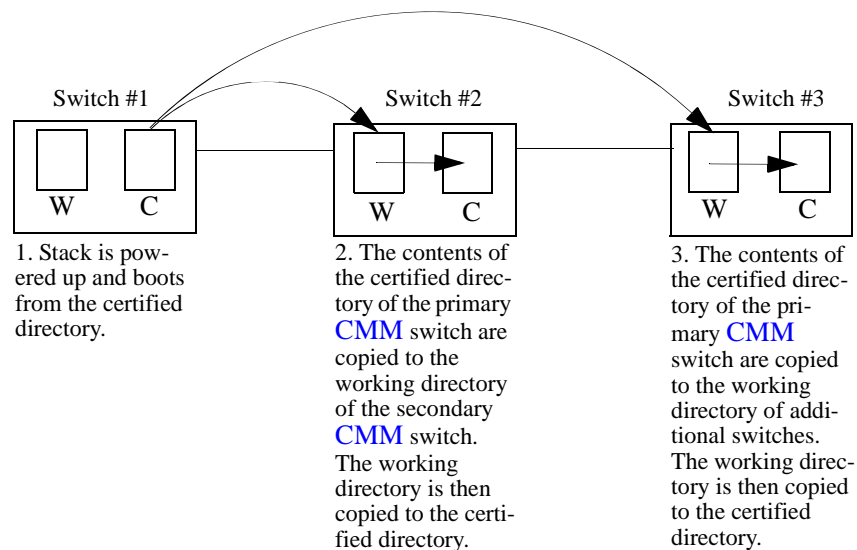 Switch #1
Switch #2
Switch #3
W
C
W
C
W
C
1. Stack is pow-
ered up and boots
from the certified
directory.
2. The contents of
the certified direc-
tory of the primary
CMM switch are
copied to the
working directory
of the secondary
CMM switch.
The working
directory is then
copied to the certi-
fied directory.
3. The contents of
the certified direc-
tory of the pri-
mary CMM
switch are copied
to the working
directory of addi-
tional switches.
The working direc-
tory is then copied
to the certified
directory.